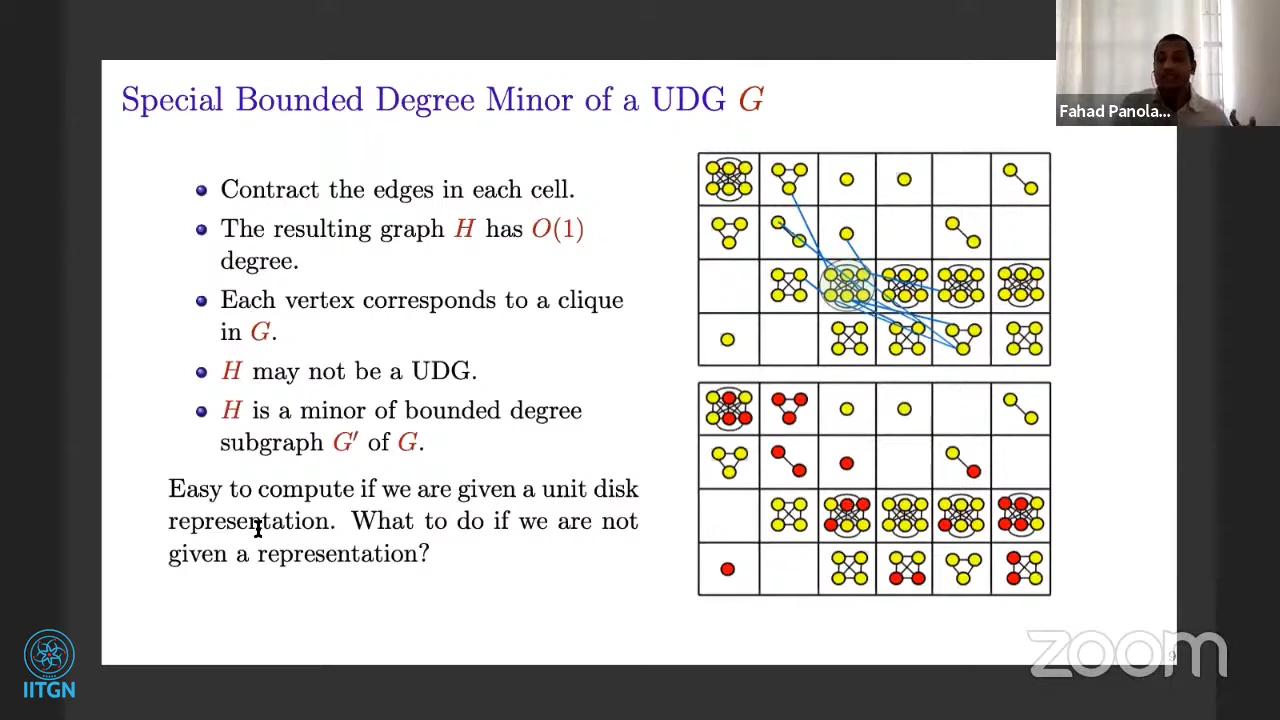 Special Bounded Degree Minor of a UDG G
Fahad Panola...
Contract the edges in each cell.
The resulting graph H has O(1)
degree.
Each vertex corresponds to a clique
in G.
H may not be a UDG.
H is a minor of bounded degree
subgraph G′ of G.
Easy to compute if we are given a unit disk
representation. What to do if we are not
given a representation?
IITGN
zoom
9